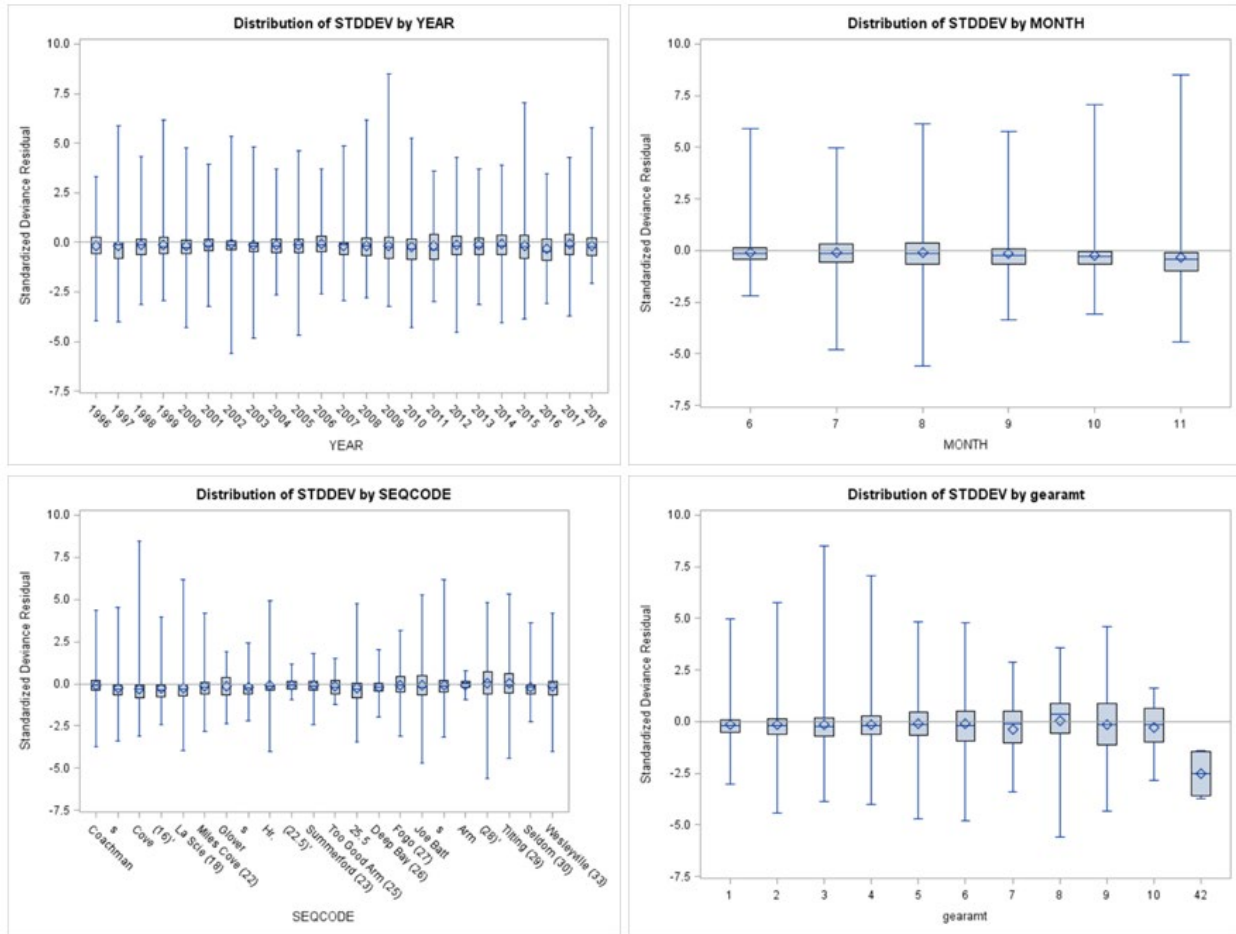 Distribution of STDDEV by YEAR
10.0
7.5
5.0
2.5
0.0
-2.5
-5.0
-7.5
Standardized Deviance Residual
1996 1997 1998 1999 2000 2001 2002 2003 2004 2005 2006 2007 2008 2009 2010 2011 2012 2013 2014 2015 2016 2017 2018
YEAR
Distribution of STDDEV by MONTH
10.0
7.5
5.0
2.5
0.0
-2.5
-5.0
-7.5
Standardized Deviance Residual
6 7 8 9 10 11
MONTH
Distribution of STDDEV by SEQCODE
10.0
7.5
5.0
2.5
0.0
-2.5
-5.0
-7.5
Standardized Deviance Residual
Coachman
s
Cove
(16)'
La Scie (18)
Miles Cove (22)
Glover
s
Hr.
(22.5)'
Summerford (23)
Too Good Arm (25)
25.5
Deep Bay (26)
Fogo (27)
Joe Batt
s
Arm
(28)'
Tilting (29)
Seldom (30)
Wesleyville (33)
SEQCODE
Distribution of STDDEV by gearamt
10.0
7.5
5.0
2.5
0.0
-2.5
-5.0
-7.5
Standardized Deviance Residual
1 2 3 4 5 6 7 8 9 10 42
gearamt